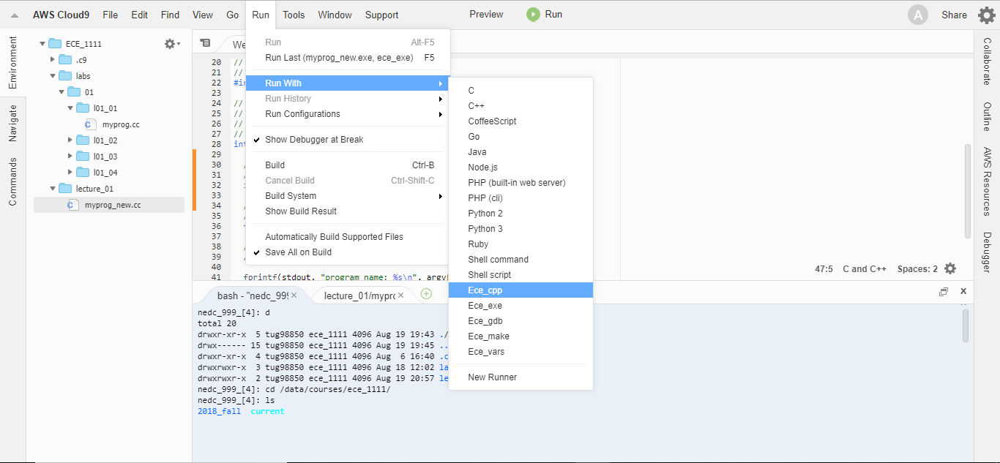 AWS Cloud9 File Edit Find View Go Run Tools Window Support Preview Run A Share
Environment
Navigate
Commands
ECE_1111
.c9
labs
01
l01_01
myprog.cc
l01_02
l01_03
l01_04
lecture_01
myprog_new.cc
We
20 //
21 //
22
23
24 //
25 //
26 //
27 //
28 int
29
30
31
32
33
34
35
36
37
38
39
40
41 fprintf(stdout, "program name: %s\n",
Run Alt-F5
Run Last (myprog_new.exe, ece_exe) F5
Run With
Run History
Run Configurations
Show Debugger at Break
Build Ctrl-B
Cancel Build Ctrl-Shift-C
Build System
Show Build Result
Automatically Build Supported Files
Save All on Build
C
C++
CoffeeScript
Go
Java
Node.js
PHP (built-in web server)
PHP (cli)
Python 2
Python 3
Ruby
Shell command
Shell script
Ece_cpp
Ece_exe
Ece_gdb
Ece_make
Ece_vars
New Runner
47:5 C and C++ Spaces: 2
bash - "nedc_999 lecture_01/mypro
nedc_999_[4]: d
total 20
drwxr-xr-x 5 tug98850 ece_1111 4096 Aug 19 19:43 ./
drwx------ 15 tug98850 ece_1111 4096 Aug 19 19:45 ..
drwxr-xr-x 4 tug98850 ece_1111 4096 Aug 6 16:40 .c
drwxrwxr-x 3 tug98850 ece_1111 4096 Aug 18 12:02 la
drwxrwxr-x 2 tug98850 ece_1111 4096 Aug 19 20:57 le
nedc_999_[4]: cd /data/courses/ece_1111/
nedc_999_[4]: ls
2018_fall current
Collaborate
Outline
AWS Resources
Debugger